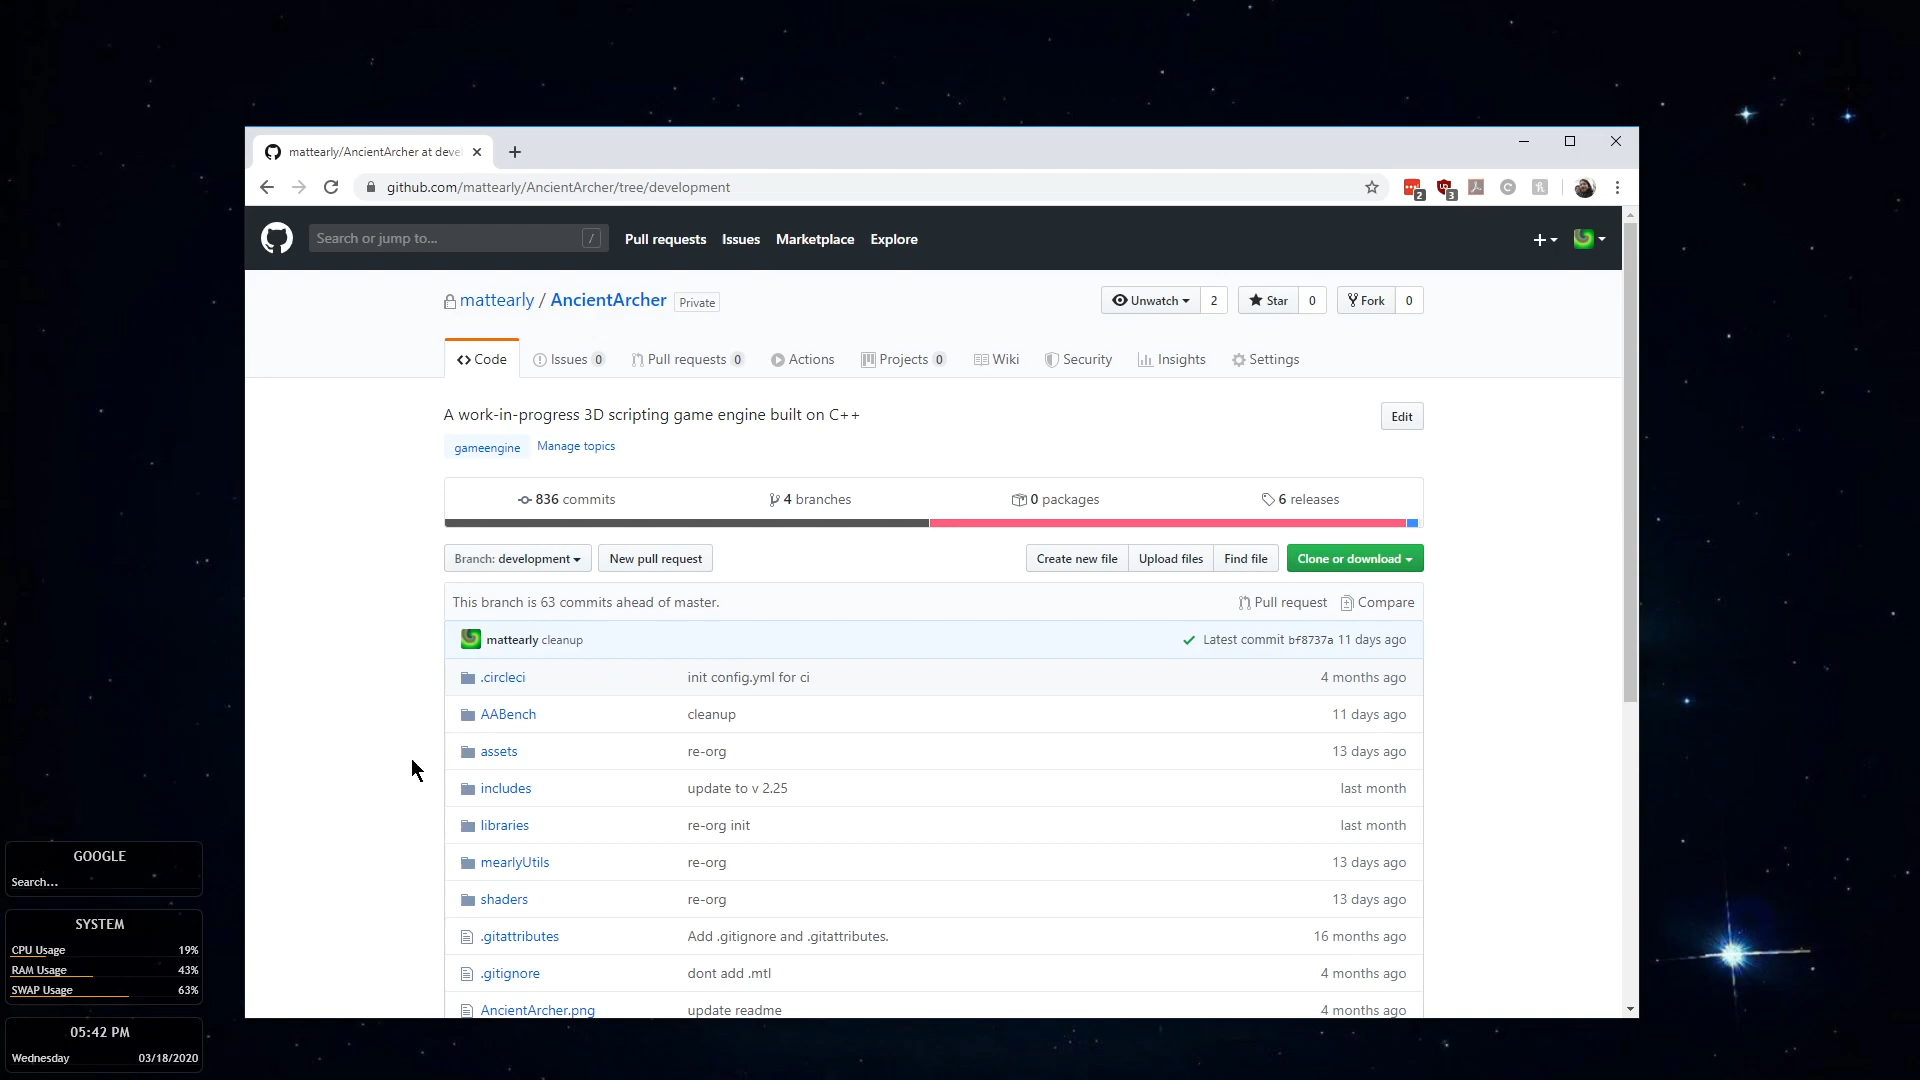 mattearly/AncientArcher at deve
github.com/mattearly/AncientArcher/tree/development
2
3
Search or jump to...
/
Pull requests Issues Marketplace Explore
mattearly / AncientArcher Private
Unwatch 2 Star 0 Fork 0
Code Issues 0 Pull requests 0 Actions Projects 0 Wiki Security Insights Settings
A work-in-progress 3D scripting game engine built on C++
Edit
gameengine Manage topics
836 commits 4 branches 0 packages 6 releases
Branch: development New pull request Create new file Upload files Find file Clone or download
This branch is 63 commits ahead of master. Pull request Compare
mattearly cleanup Latest commit bf8737a 11 days ago
.circleci init config.yml for ci 4 months ago
AABench cleanup 11 days ago
assets re-org 13 days ago
includes update to v 2.25 last month
libraries re-org init last month
mearlyUtils re-org 13 days ago
shaders re-org 13 days ago
.gitattributes Add .gitignore and .gitattributes. 16 months ago
.gitignore dont add .mtl 4 months ago
AncientArcher.png update readme 4 months ago
GOOGLE
Search...
SYSTEM
CPU Usage 19%
RAM Usage 43%
SWAP Usage 63%
05:42 PM
Wednesday 03/18/2020